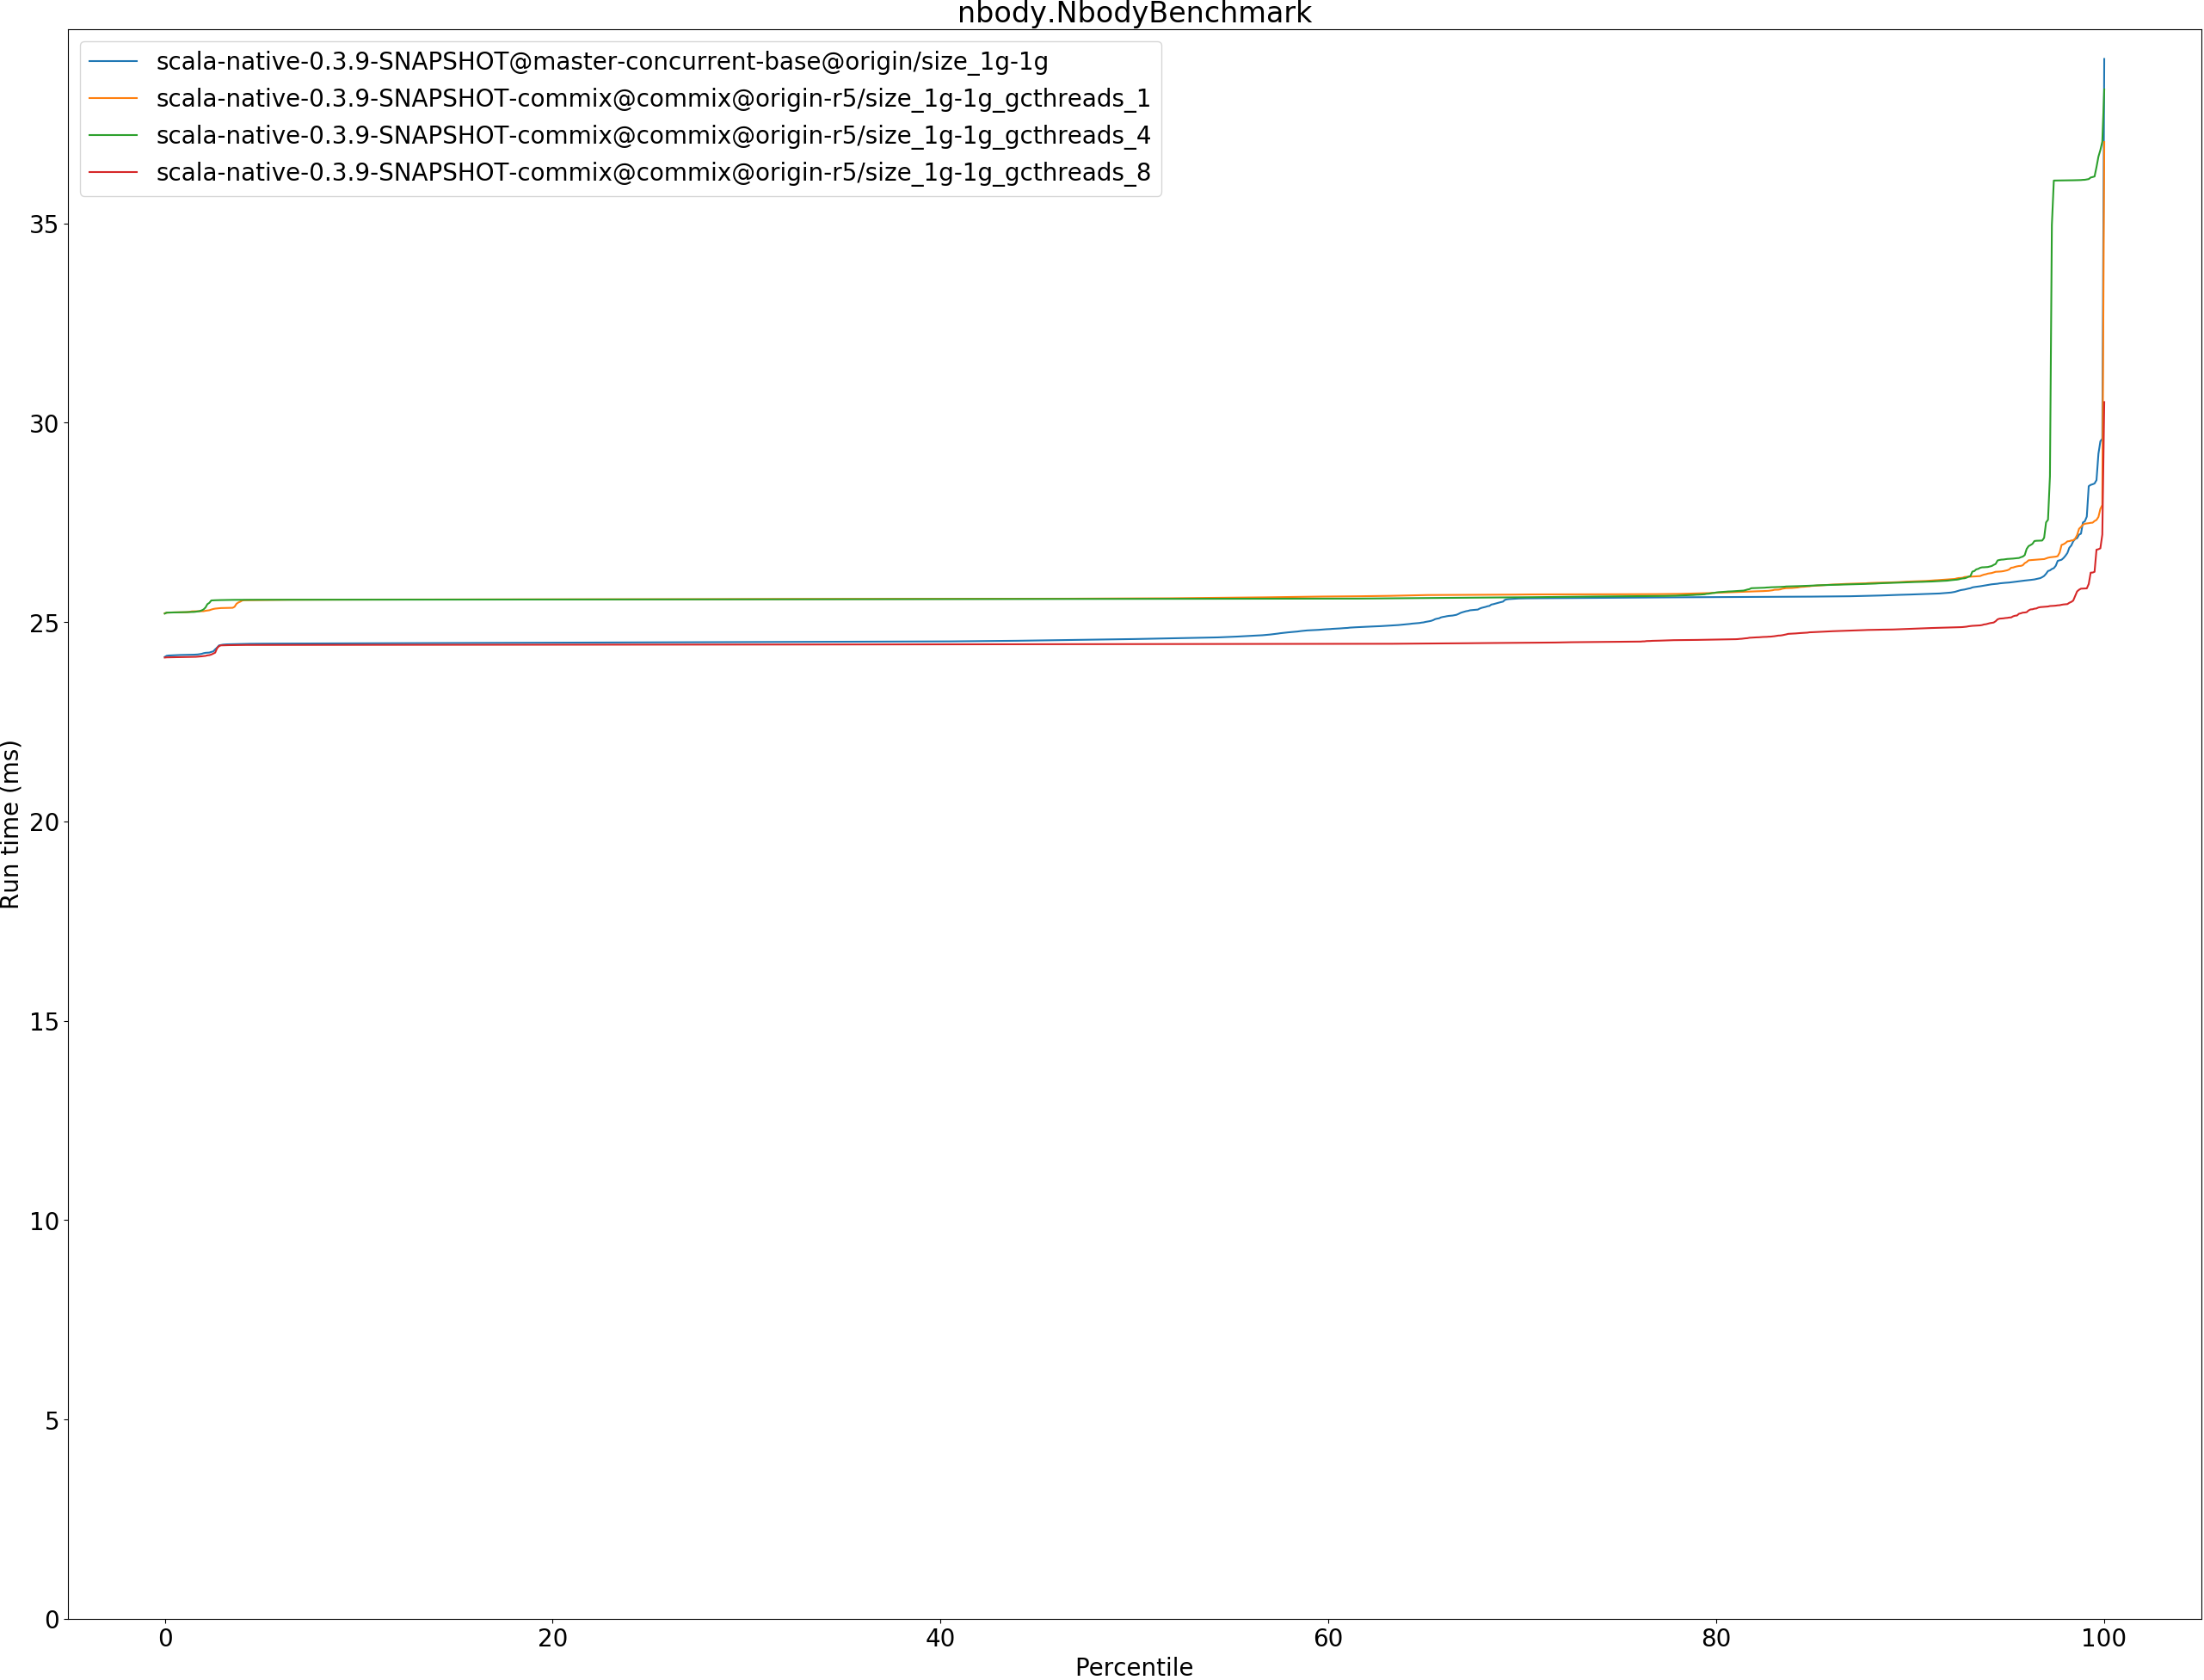 nbody.NbodyBenchmark
scala-native-0.3.9-SNAPSHOT@master-concurrent-base@origin/size_1g-1g
scala-native-0.3.9-SNAPSHOT-commix@commix@origin-r5/size_1g-1g_gcthreads_1
scala-native-0.3.9-SNAPSHOT-commix@commix@origin-r5/size_1g-1g_gcthreads_4
scala-native-0.3.9-SNAPSHOT-commix@commix@origin-r5/size_1g-1g_gcthreads_8
35
30
25
20
15
10
5
0
Run time (ms)
0 20 40 60 80 100
Percentile